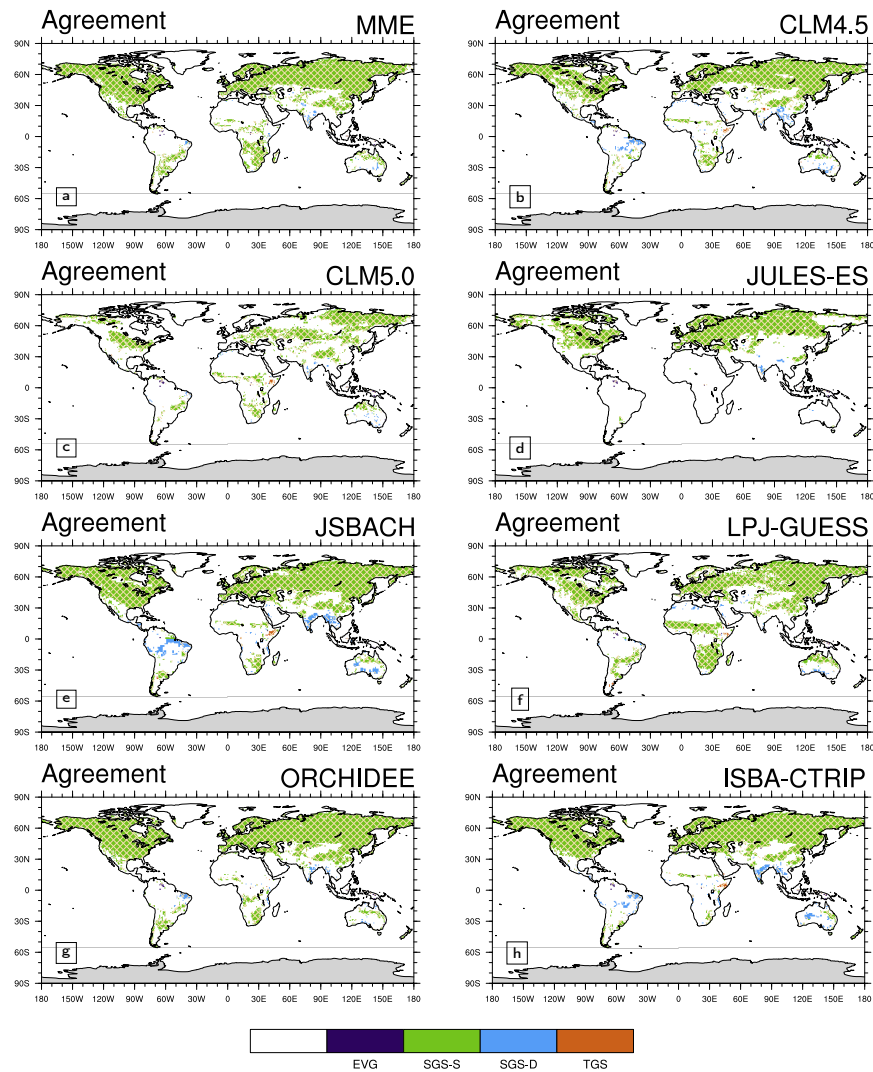 Agreement MME
90N
60N
30N
0
30S
60S
90S
a
180 150W 120W 90W 60W 30W 0 30E 60E 90E 120E 150E 180
Agreement CLM4.5
90N
60N
30N
0
30S
60S
90S
b
180 150W 120W 90W 60W 30W 0 30E 60E 90E 120E 150E 180
Agreement CLM5.0
90N
60N
30N
0
30S
60S
90S
c
180 150W 120W 90W 60W 30W 0 30E 60E 90E 120E 150E 180
Agreement JULES-ES
90N
60N
30N
0
30S
60S
90S
d
180 150W 120W 90W 60W 30W 0 30E 60E 90E 120E 150E 180
Agreement JSBACH
90N
60N
30N
0
30S
60S
90S
e
180 150W 120W 90W 60W 30W 0 30E 60E 90E 120E 150E 180
Agreement LPJ-GUESS
90N
60N
30N
0
30S
60S
90S
f
180 150W 120W 90W 60W 30W 0 30E 60E 90E 120E 150E 180
Agreement ORCHIDEE
90N
60N
30N
0
30S
60S
90S
g
180 150W 120W 90W 60W 30W 0 30E 60E 90E 120E 150E 180
Agreement ISBA-CTRIP
90N
60N
30N
0
30S
60S
90S
h
180 150W 120W 90W 60W 30W 0 30E 60E 90E 120E 150E 180
EVG SGS-S SGS-D TGS